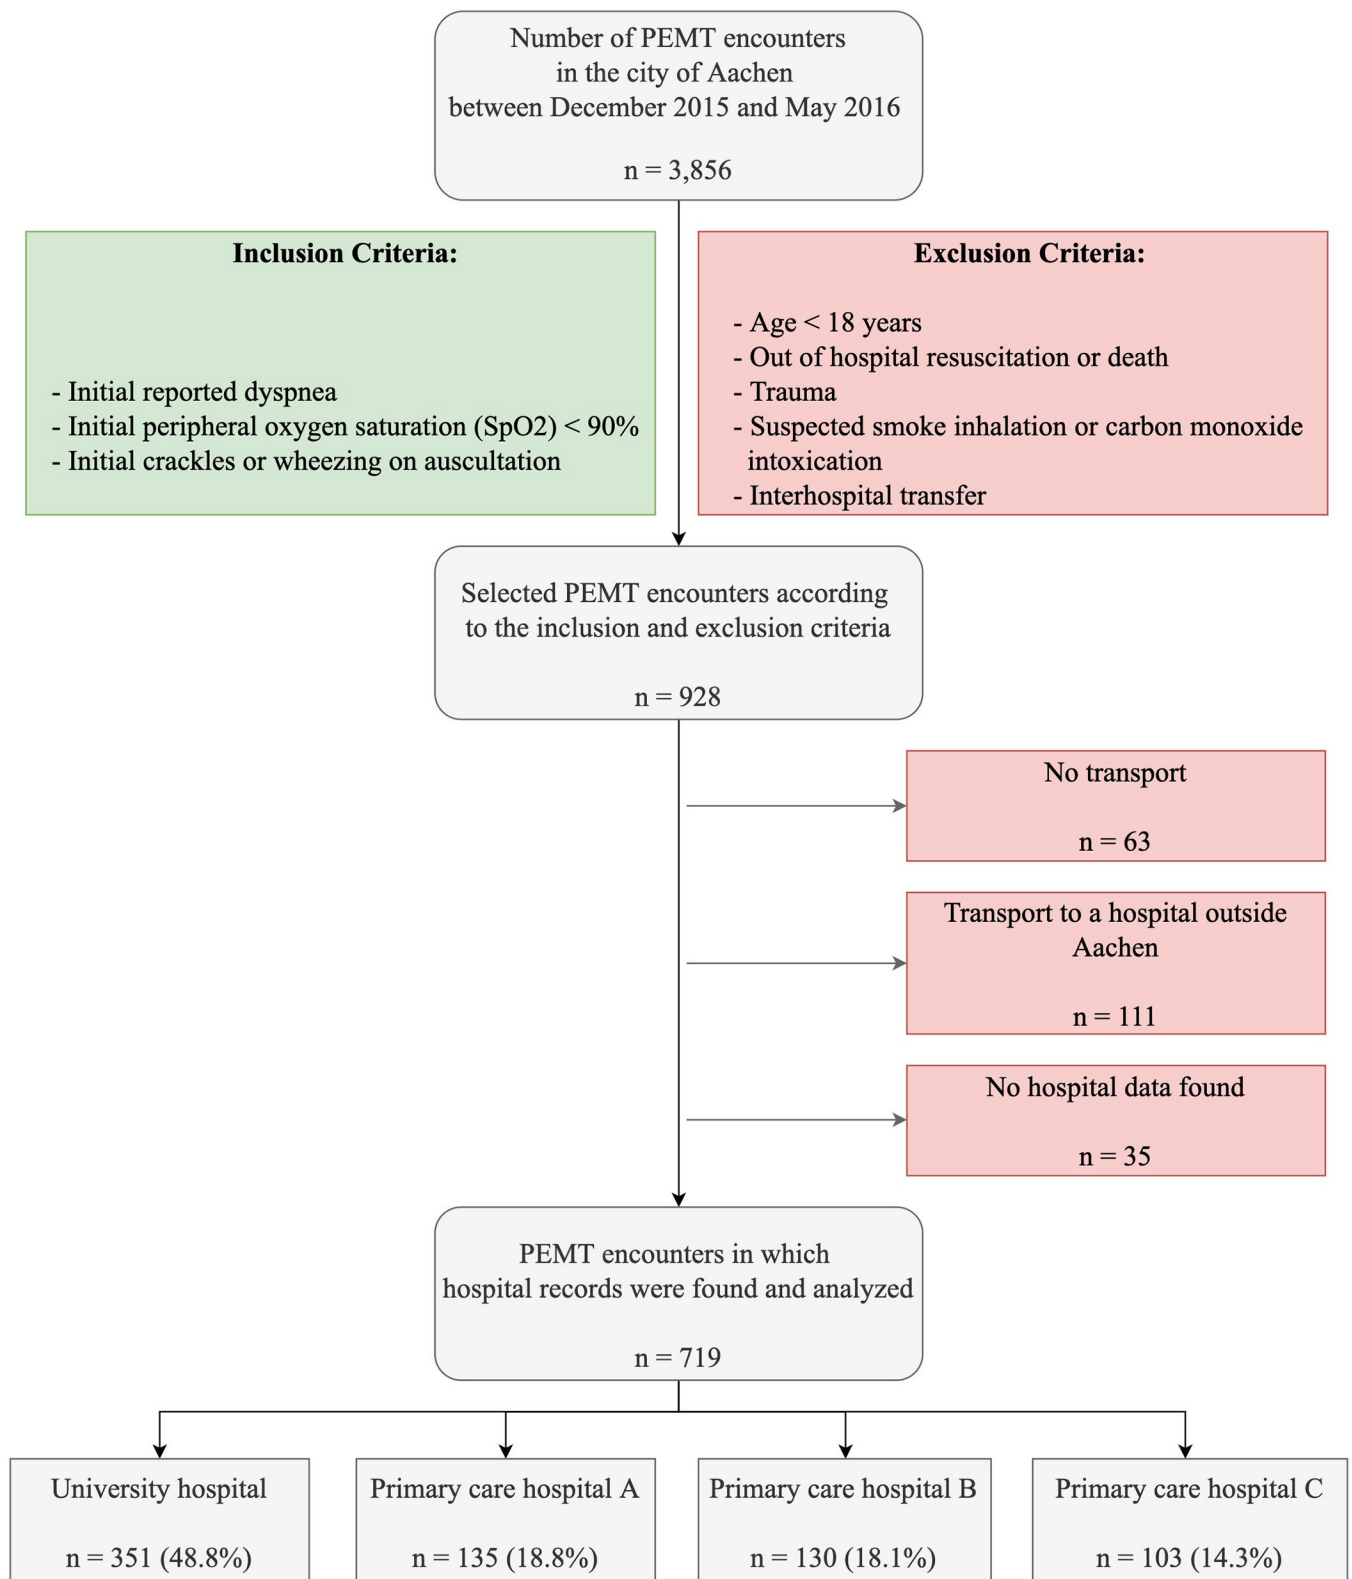 Number of PEMT encounters
in the city of Aachen
between December 2015 and May 2016
n = 3,856
Inclusion Criteria:
- Initial reported dyspnea
- Initial peripheral oxygen saturation (SpO2) < 90%
- Initial crackles or wheezing on auscultation
Exclusion Criteria:
- Age < 18 years
- Out of hospital resuscitation or death
- Trauma
- Suspected smoke inhalation or carbon monoxide
intoxication
- Interhospital transfer
Selected PEMT encounters according
to the inclusion and exclusion criteria
n = 928
No transport
n = 63
Transport to a hospital outside
Aachen
n = 111
No hospital data found
n = 35
PEMT encounters in which
hospital records were found and analyzed
n = 719
University hospital
n = 351 (48.8%)
Primary care hospital A
n = 135 (18.8%)
Primary care hospital B
n = 130 (18.1%)
Primary care hospital C
n = 103 (14.3%)